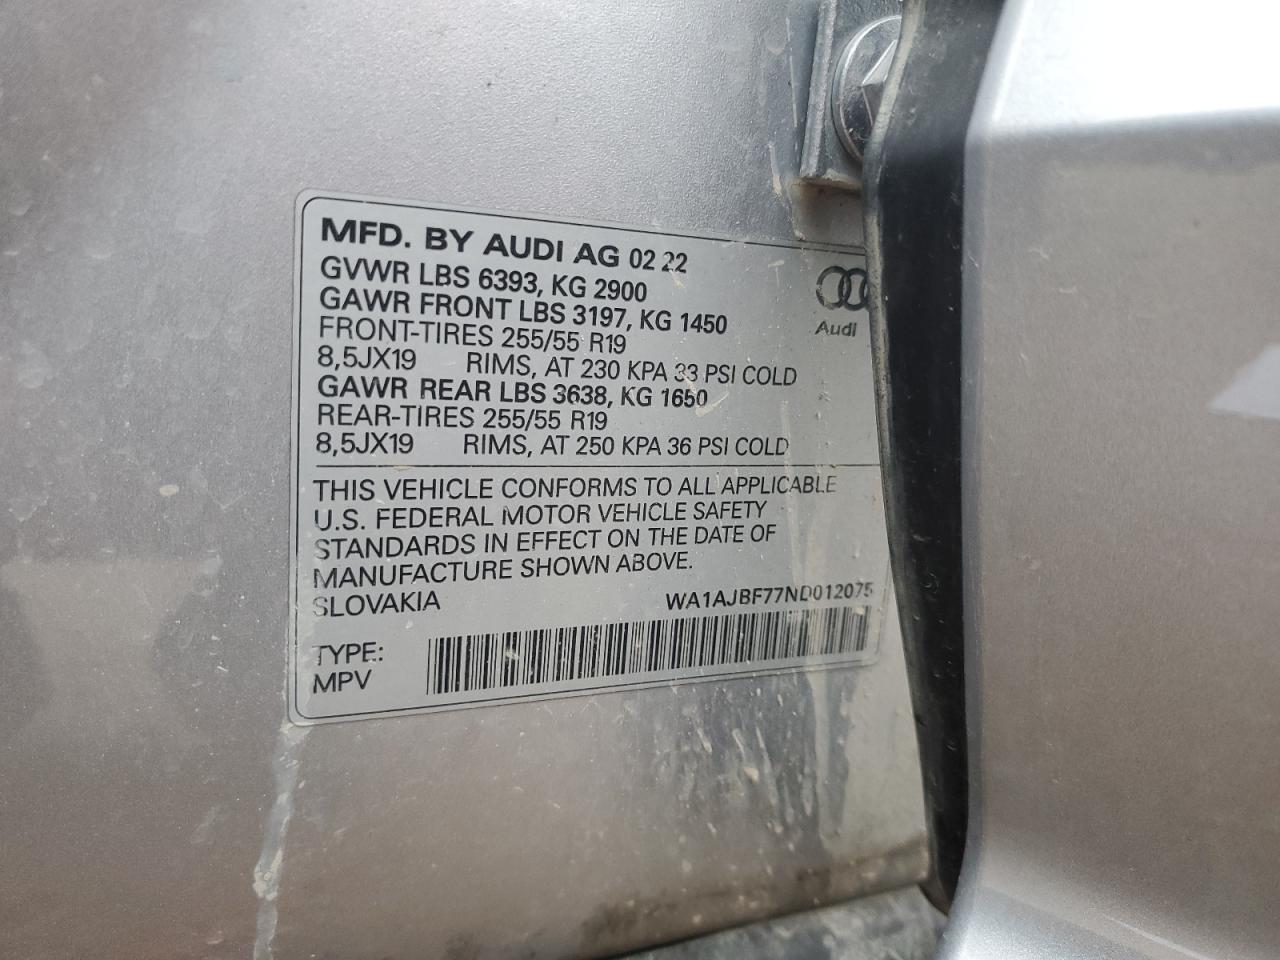 MFD. BY AUDI AG 02 22
GVWR LBS 6393, KG 2900
GAWR FRONT LBS 3197, KG 1450
FRONT-TIRES 255/55 R19
8,5JX19 RIMS, AT 230 KPA 33 PSI COLD
GAWR REAR LBS 3638, KG 1650
REAR-TIRES 255/55 R19
8,5JX19 RIMS, AT 250 KPA 36 PSI COLD
Audi
THIS VEHICLE CONFORMS TO ALL APPLICABLE
U.S. FEDERAL MOTOR VEHICLE SAFETY
STANDARDS IN EFFECT ON THE DATE OF
MANUFACTURE SHOWN ABOVE.
SLOVAKIA WA1AJBF77ND012075
TYPE:
MPV